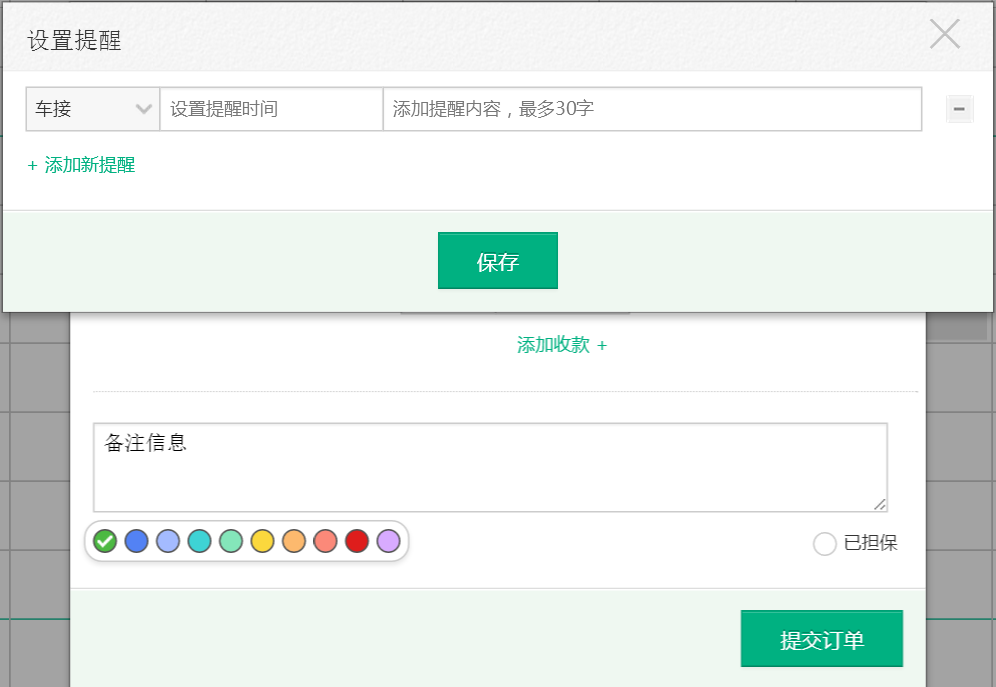 设置提醒
车接 设置提醒时间 添加提醒内容，最多30字
+ 添加新提醒
保存
添加收款 +
备注信息
已担保
提交订单